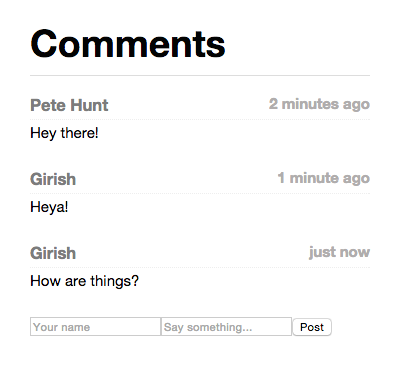 Comments
Pete Hunt 2 minutes ago
Hey there!
Girish 1 minute ago
Heya!
Girish just now
How are things?
Your name Say something... Post